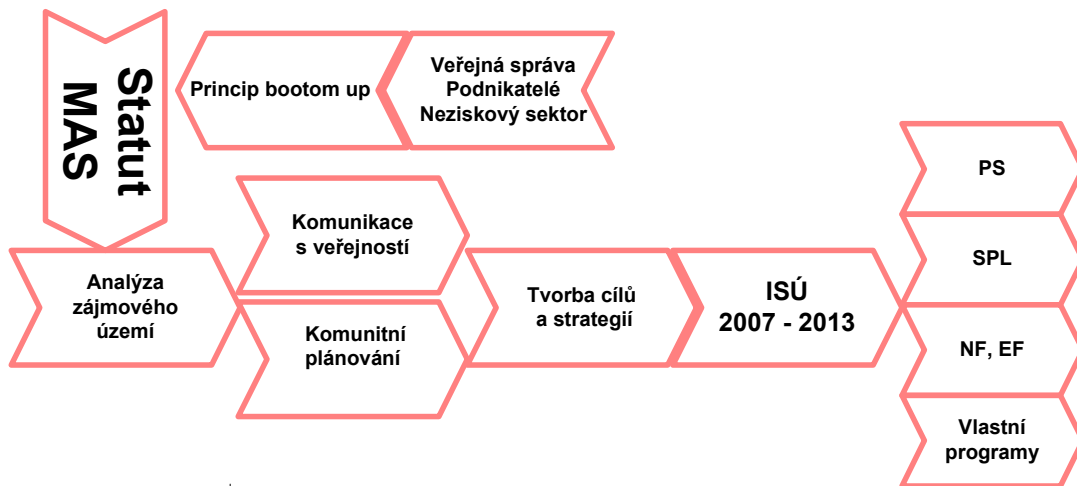 Statut
MAS
Princip bootom up
Veřejná správa
Podnikatelé
Neziskový sektor
Analýza
zájmového
území
Komunikace
s veřejností
Komunitní
plánování
Tvorba cílů
a strategií
ISÚ
2007 - 2013
PS
SPL
NF, EF
Vlastní
programy